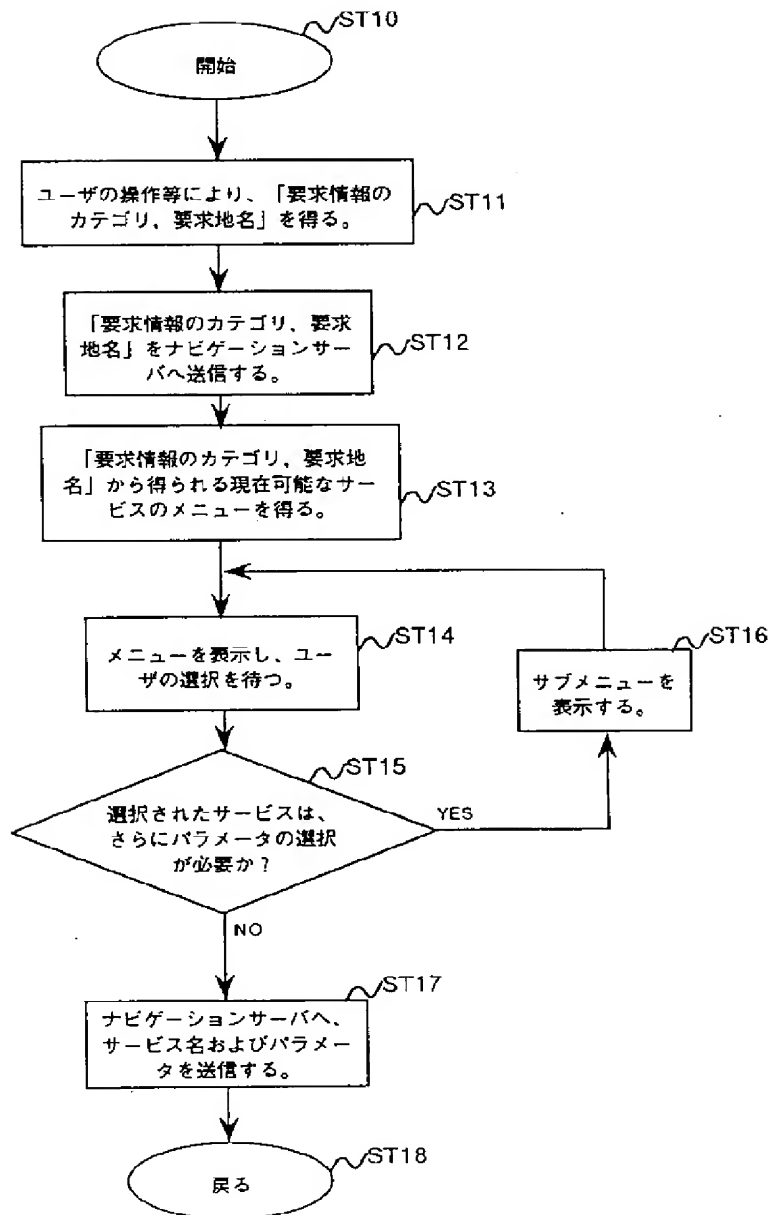 ST10
開始
ユーザの操作等により、「要求情報の
カテゴリ，要求地名」を得る。
ST11
「要求情報のカテゴリ、要求
地名」をナビゲーションサー
バへ送信する。
ST12
「要求情報のカテゴリ，要求地
名」から得られる現在可能なサー
ビスのメニューを得る。
ST13
メニューを表示し、ユー
ザの選択を待つ。
ST14
サブメニューを
表示する。
ST16
ST15
選択されたサービスは、
さらにパラメータの選択
が必要か？
YES
NO
ST17
ナビゲーションサーバへ、
サービス名およびパラメー
タを送信する。
戻る
ST18